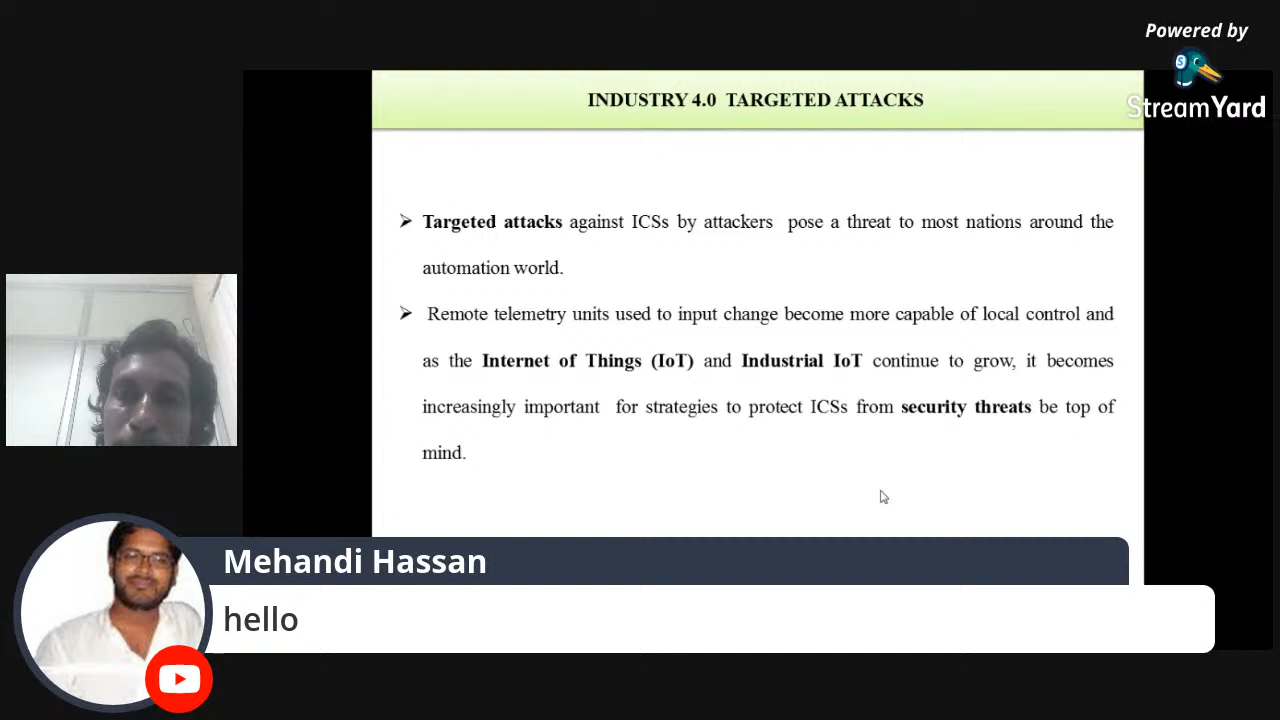 Powered by
StreamYard
INDUSTRY 4.0 TARGETED ATTACKS
➢ Targeted attacks against ICSs by attackers pose a threat to most nations around the
automation world.
➢ Remote telemetry units used to input change become more capable of local control and
as the Internet of Things (IoT) and Industrial IoT continue to grow, it becomes
increasingly important for strategies to protect ICSs from security threats be top of
mind.
Mehandi Hassan
hello